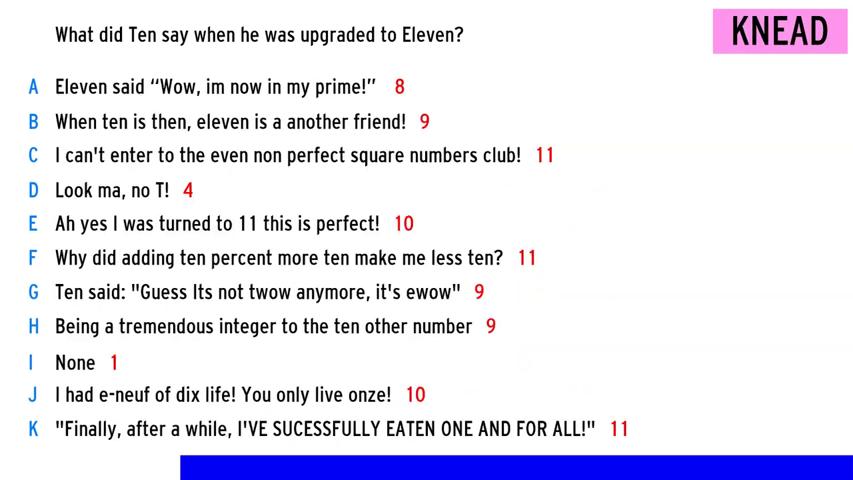 What did Ten say when he was upgraded to Eleven?
KNEAD
A Eleven said “Wow, im now in my prime!” 8
B When ten is then, eleven is a another friend! 9
C I can't enter to the even non perfect square numbers club! 11
D Look ma, no T! 4
E Ah yes I was turned to 11 this is perfect! 10
F Why did adding ten percent more ten make me less ten? 11
G Ten said: "Guess Its not twow anymore, it's ewow" 9
H Being a tremendous integer to the ten other number 9
I None 1
J I had e-neuf of dix life! You only live onze! 10
K "Finally, after a while, I'VE SUCESSFULLY EATEN ONE AND FOR ALL!" 11